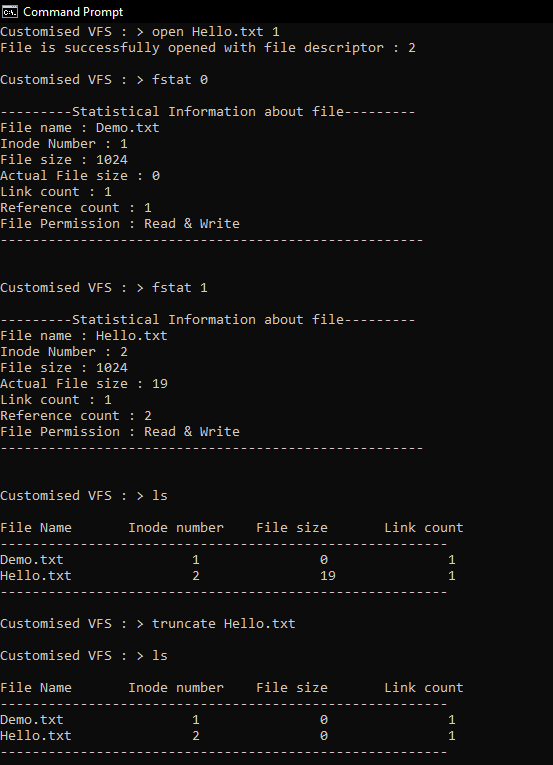 Command Prompt
Customised VFS : > open Hello.txt 1
File is successfully opened with file descriptor : 2
Customised VFS : > fstat 0
---------Statistical Information about file---------
File name : Demo.txt
Inode Number : 1
File size : 1024
Actual File size : 0
Link count : 1
Reference count : 1
File Permission : Read & Write
-----------------------------------------------------
Customised VFS : > fstat 1
---------Statistical Information about file---------
File name : Hello.txt
Inode Number : 2
File size : 1024
Actual File size : 19
Link count : 1
Reference count : 2
File Permission : Read & Write
-----------------------------------------------------
Customised VFS : > ls
File Name       Inode number    File size       Link count
--------------------------------------------------------
Demo.txt                1               0               1
Hello.txt               2               19              1
--------------------------------------------------------
Customised VFS : > truncate Hello.txt
Customised VFS : > ls
File Name       Inode number    File size       Link count
--------------------------------------------------------
Demo.txt                1               0               1
Hello.txt               2               0               1
--------------------------------------------------------